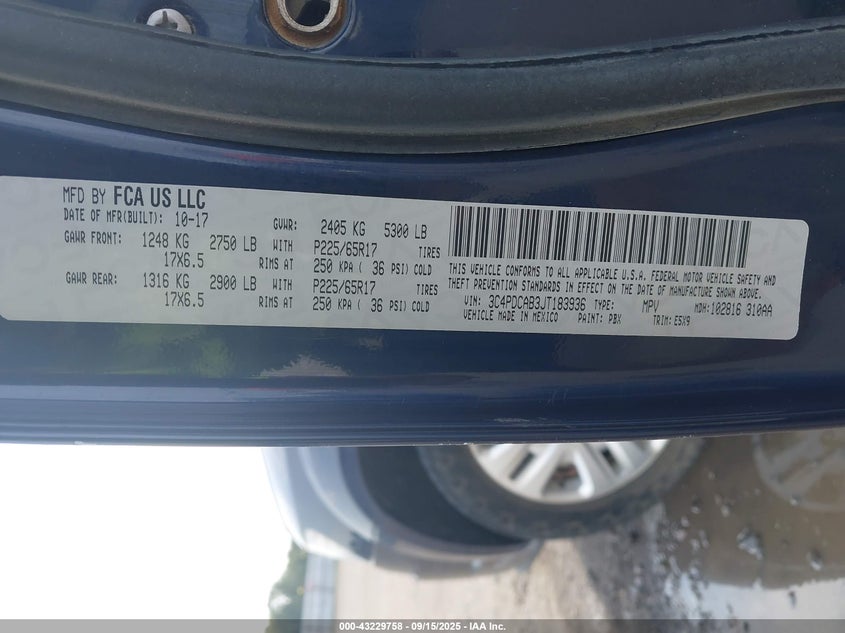 MFD BY FCA US LLC
DATE OF MFR(BUILT): 10-17 GVWR: 2405 KG 5300 LB
GAWR FRONT: 1248 KG 2750 LB WITH P225/65R17 TIRES
17X6.5 RIMS AT 250 KPA ( 36 PSI) COLD
GAWR REAR: 1316 KG 2900 LB WITH P225/65R17 TIRES
17X6.5 RIMS AT 250 KPA ( 36 PSI) COLD
THIS VEHICLE CONFORMS TO ALL APPLICABLE U.S.A. FEDERAL MOTOR VEHICLE SAFETY AND
THEFT PREVENTION STANDARDS IN EFFECT ON THE DATE OF MANUFACTURE SHOWN ABOVE.
VIN: 3C4PDCAB3JT183936 TYPE: MPV MDH:102816 310AA
VEHICLE MADE IN MEXICO PAINT: PBX TRIM: E5X9
000-43229758 - 09/15/2025 - IAA Inc.